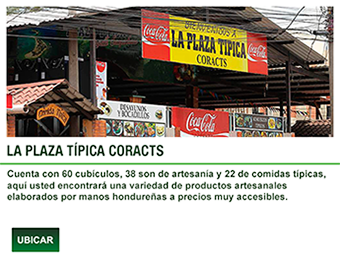 BIENVENIDOS A
LA PLAZA TIPICA
CORACTS
Coca-Cola
Coca-Cola
DESAYUNOS
Y BOCADILLOS
Coca-Cola
LA PLAZA TÍPICA CORACTS
Cuenta con 60 cubículos, 38 son de artesanía y 22 de comidas típicas,
aquí usted encontrará una variedad de productos artesanales
elaborados por manos hondureñas a precios muy accesibles.
UBICAR